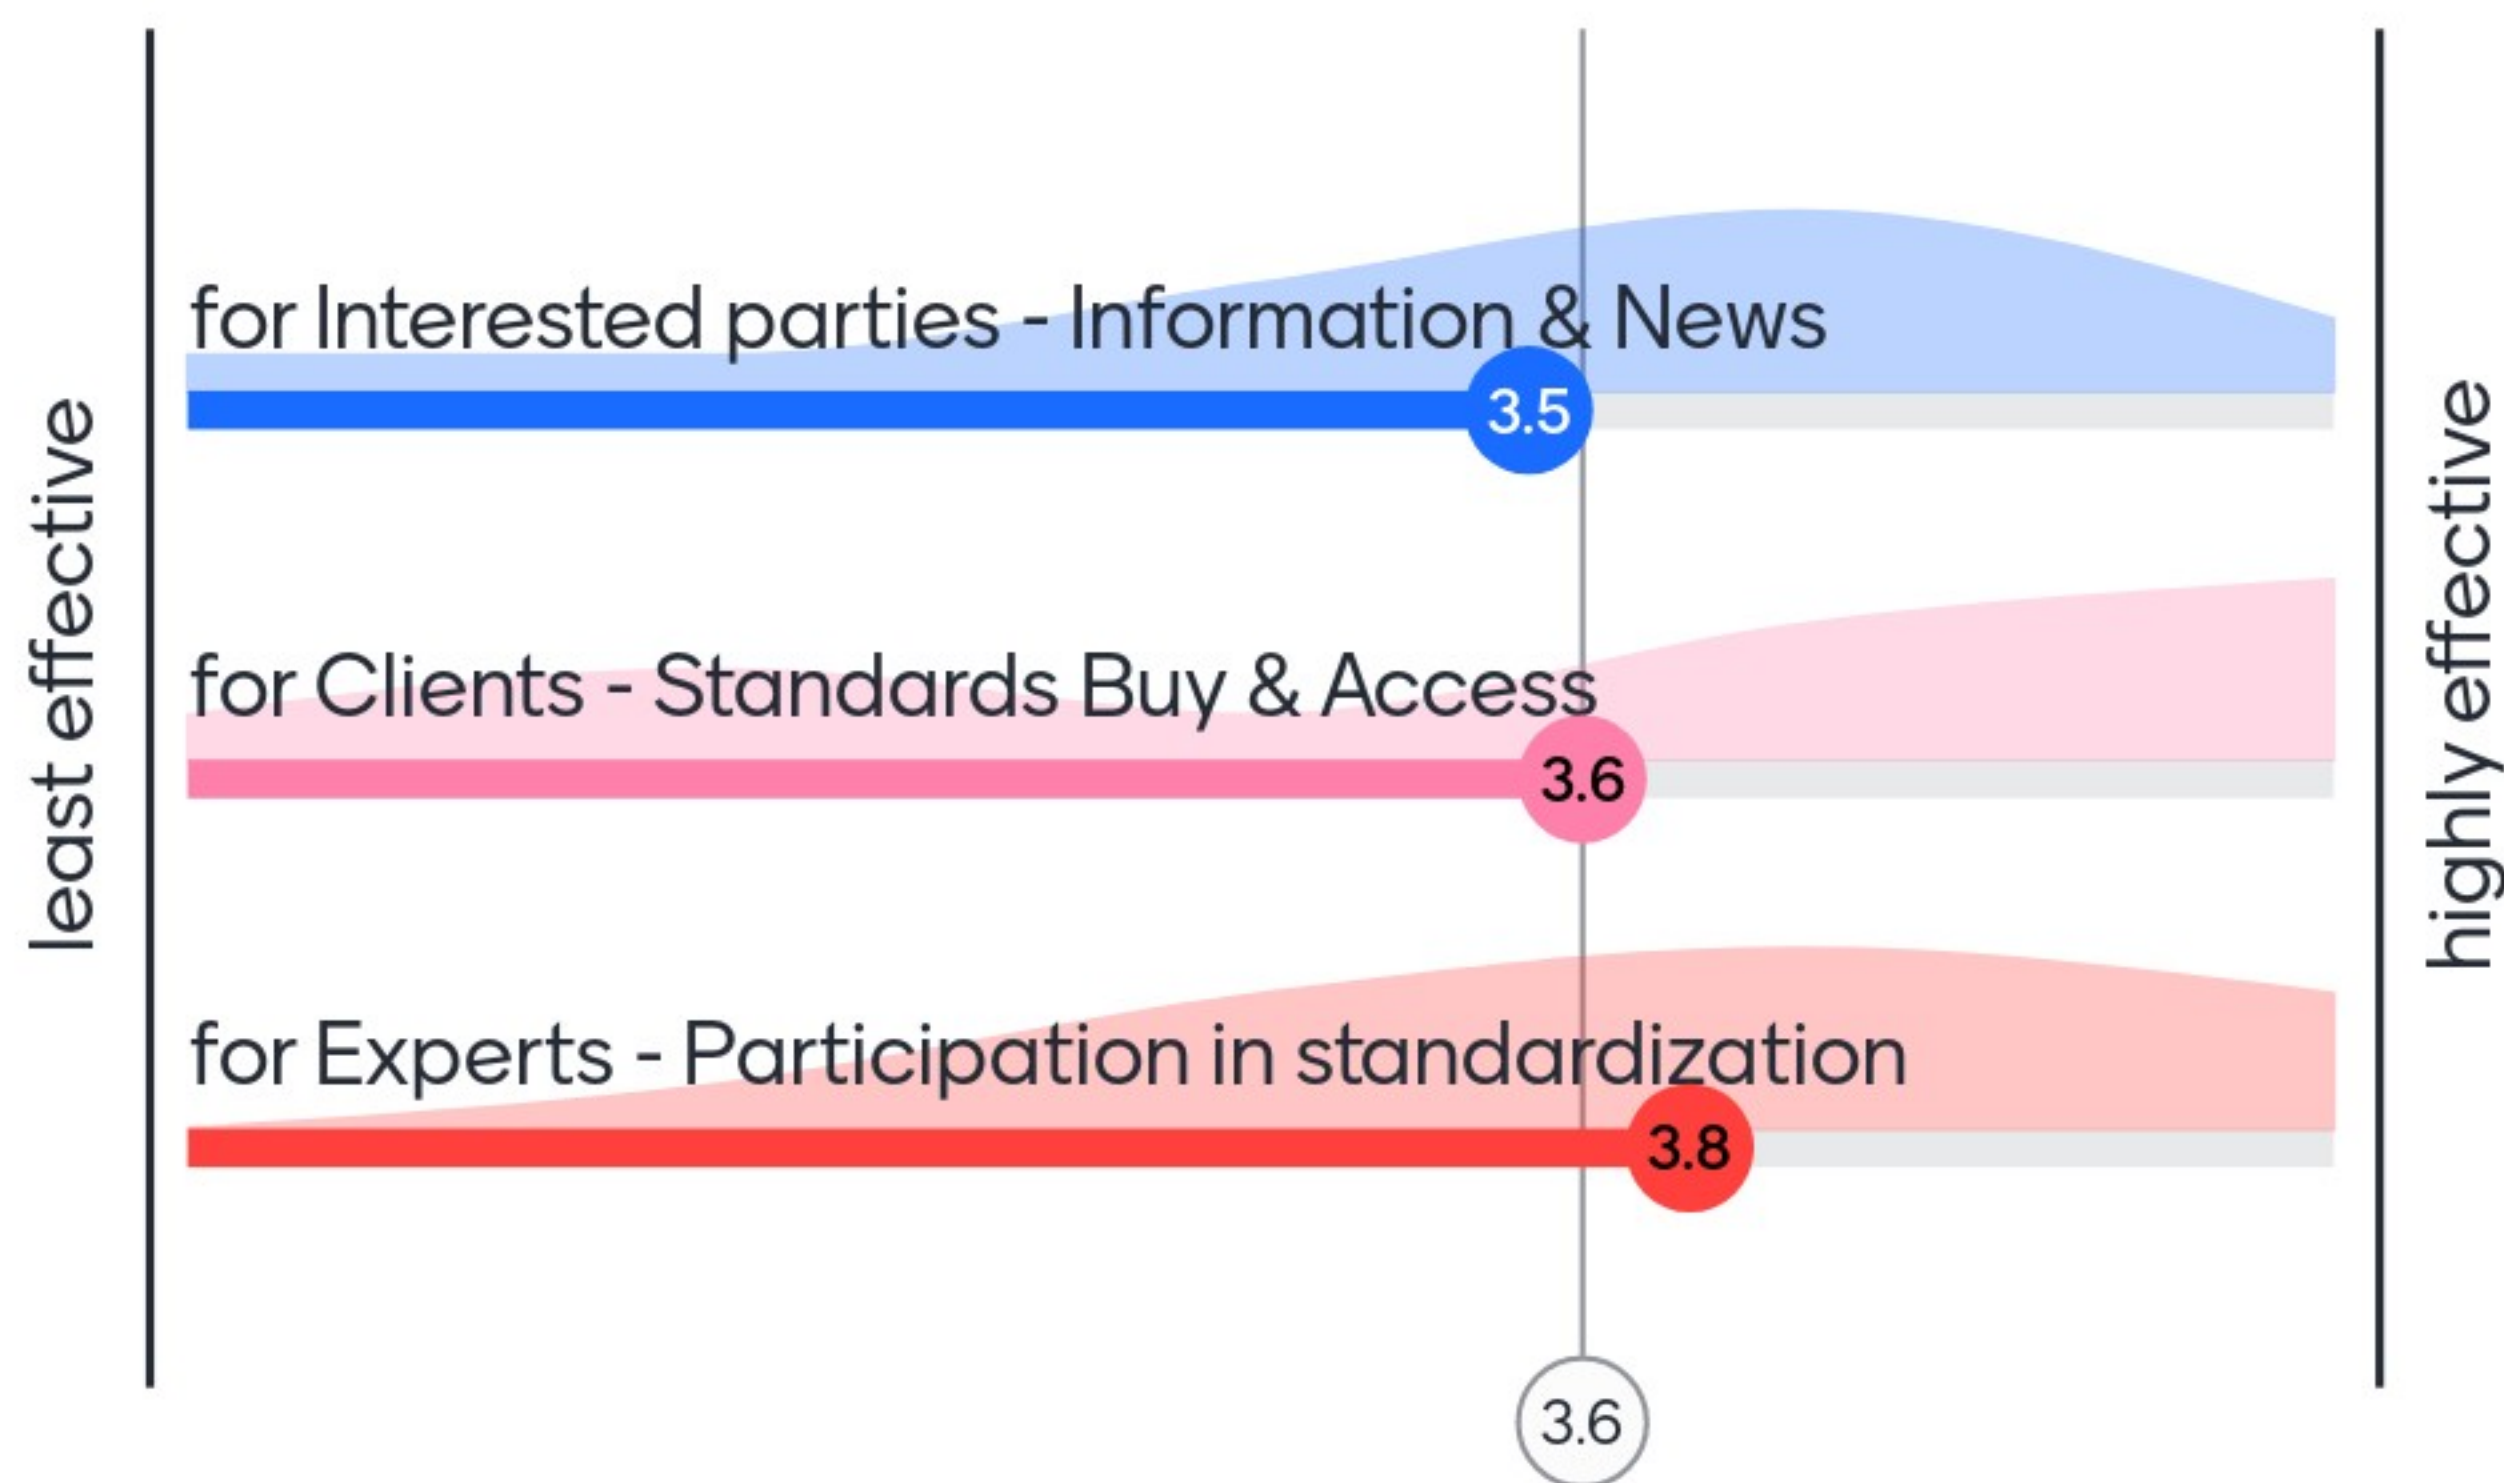 least effective
for Interested parties - Information & News
3.5
for Clients - Standards Buy & Access
3.6
for Experts - Participation in standardization
3.8
3.6
highly effective